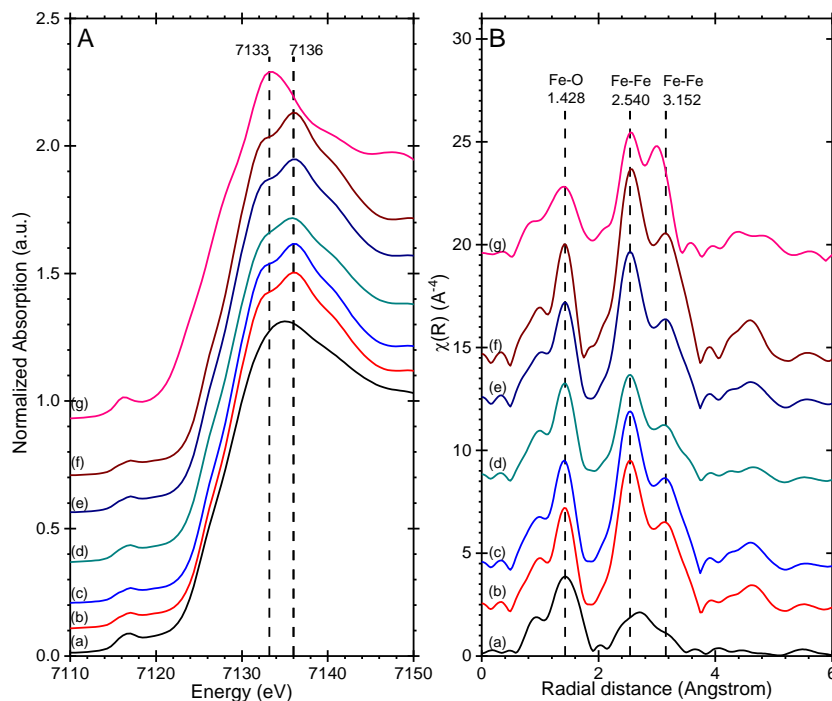 A
7133
7136
2.5
2.0
1.5
1.0
0.5
0.0
Normalized Absorption (a.u.)
(g)
(f)
(e)
(d)
(c)
(b)
(a)
7110
7120
7130
7140
7150
Energy (eV)
B
Fe-O
1.428
Fe-Fe
2.540
Fe-Fe
3.152
30
25
20
15
10
5
0
χ(R) (A-4)
(g)
(f)
(e)
(d)
(c)
(b)
(a)
0
2
4
6
Radial distance (Angstrom)